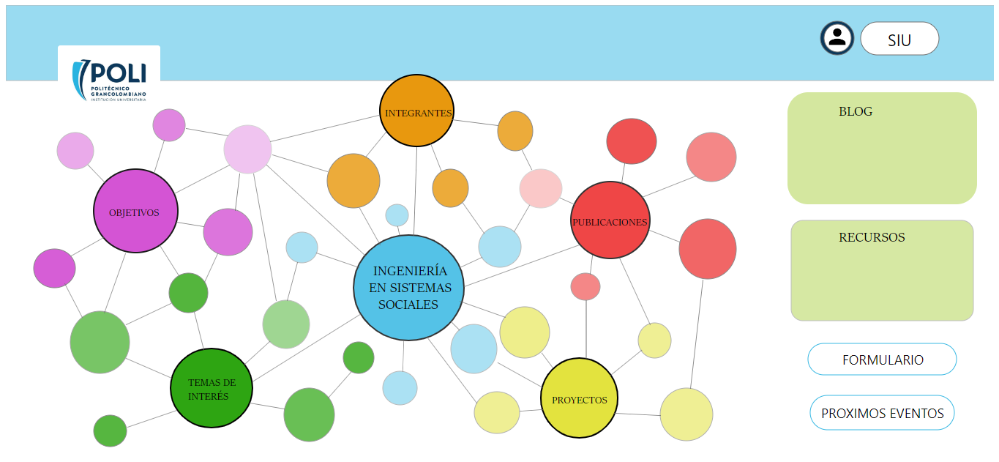 SIU
POLI
POLITÉCNICO
GRANCOLOMBIANO
INSTITUCIÓN UNIVERSITARIA
INTEGRANTES
BLOG
OBJETIVOS
PUBLICACIONES
RECURSOS
INGENIERÍA
EN SISTEMAS
SOCIALES
TEMAS DE
INTERÉS
PROYECTOS
FORMULARIO
PROXIMOS EVENTOS